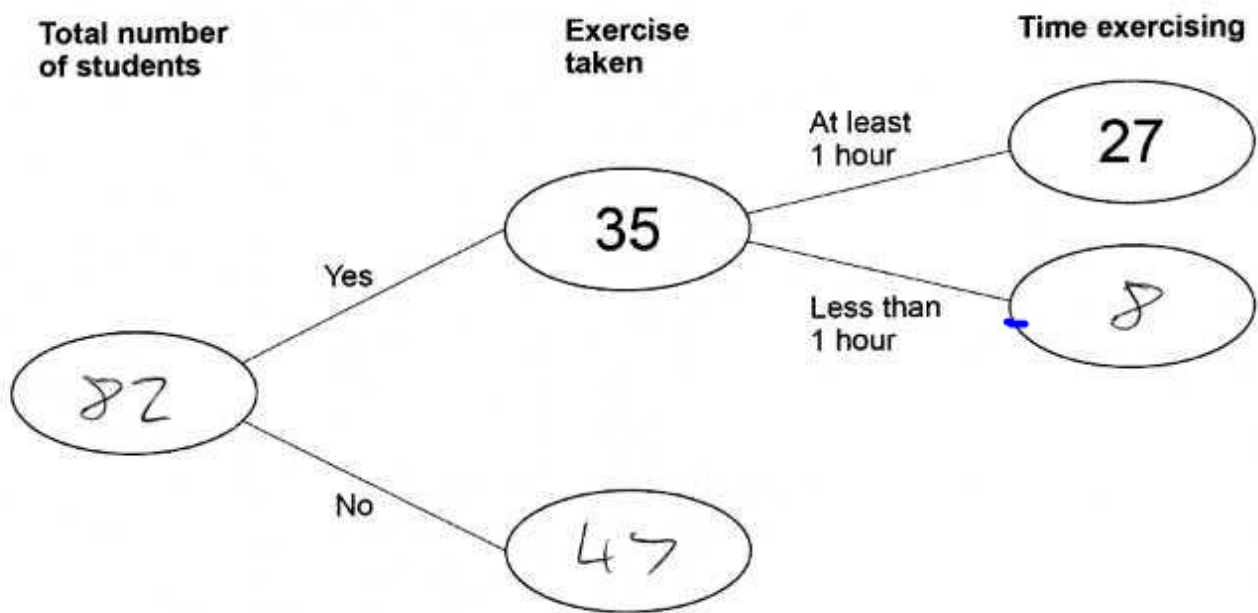 Total number
of students
Exercise
taken
Time exercising
At least
1 hour
27
35
Yes
Less than
1 hour
8
82
No
47